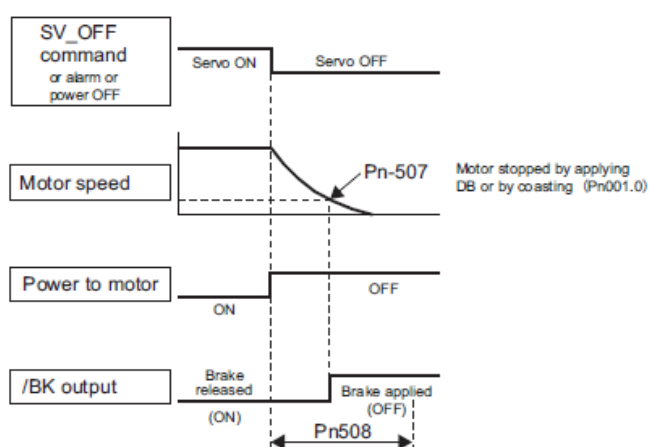 SV_OFF
command
or alarm or
power OFF
Servo ON
Servo OFF
Motor speed
Pn-507
Motor stopped by applying
DB or by coasting (Pn001.0)
Power to motor
ON
OFF
/BK output
Brake
released
(ON)
Brake applied
(OFF)
Pn508